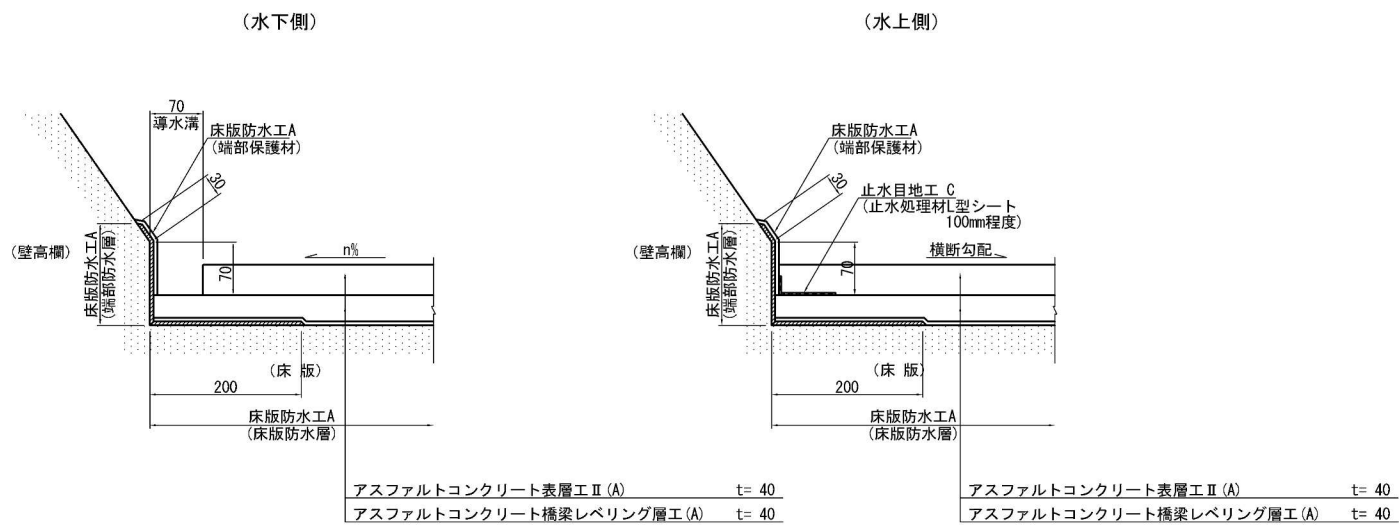 (水下側)
70
導水溝
床版防水工A
(端部保護材)
30
(壁高欄)
床版防水工A
(端部防水層)
70
n%
(床 版)
200
床版防水工A
(床版防水層)
アスファルトコンクリート表層工Ⅱ(A) t= 40
アスファルトコンクリート橋梁レベリング層工(A) t= 40
(水上側)
床版防水工A
(端部保護材)
30
止水目地工 C
(止水処理材L型シート
100mm程度)
(壁高欄)
床版防水工A
(端部防水層)
70
横断勾配
(床 版)
200
床版防水工A
(床版防水層)
アスファルトコンクリート表層工Ⅱ(A) t= 40
アスファルトコンクリート橋梁レベリング層工(A) t= 40